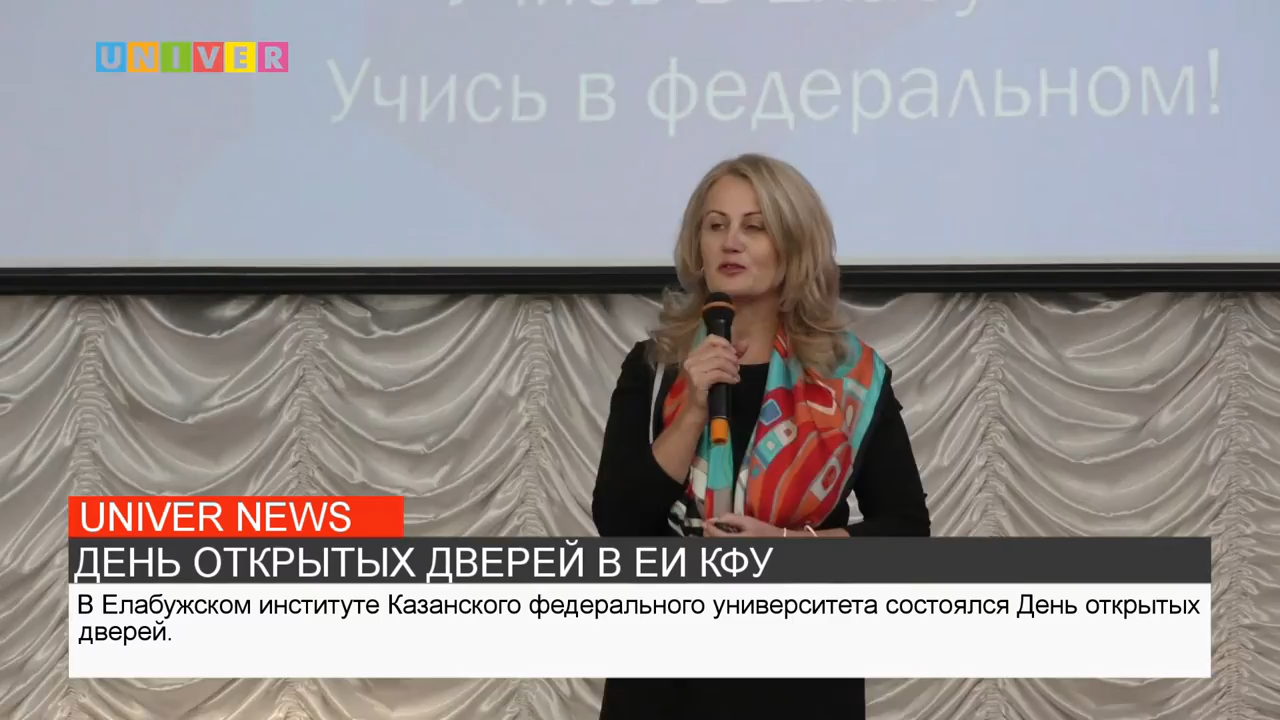 Учись в
UNIVER
Учись в федеральном!
UNIVER NEWS
ДЕНЬ ОТКРЫТЫХ ДВЕРЕЙ В ЕИ КФУ
В Елабужском институте Казанского федерального университета состоялся День открытых
дверей.